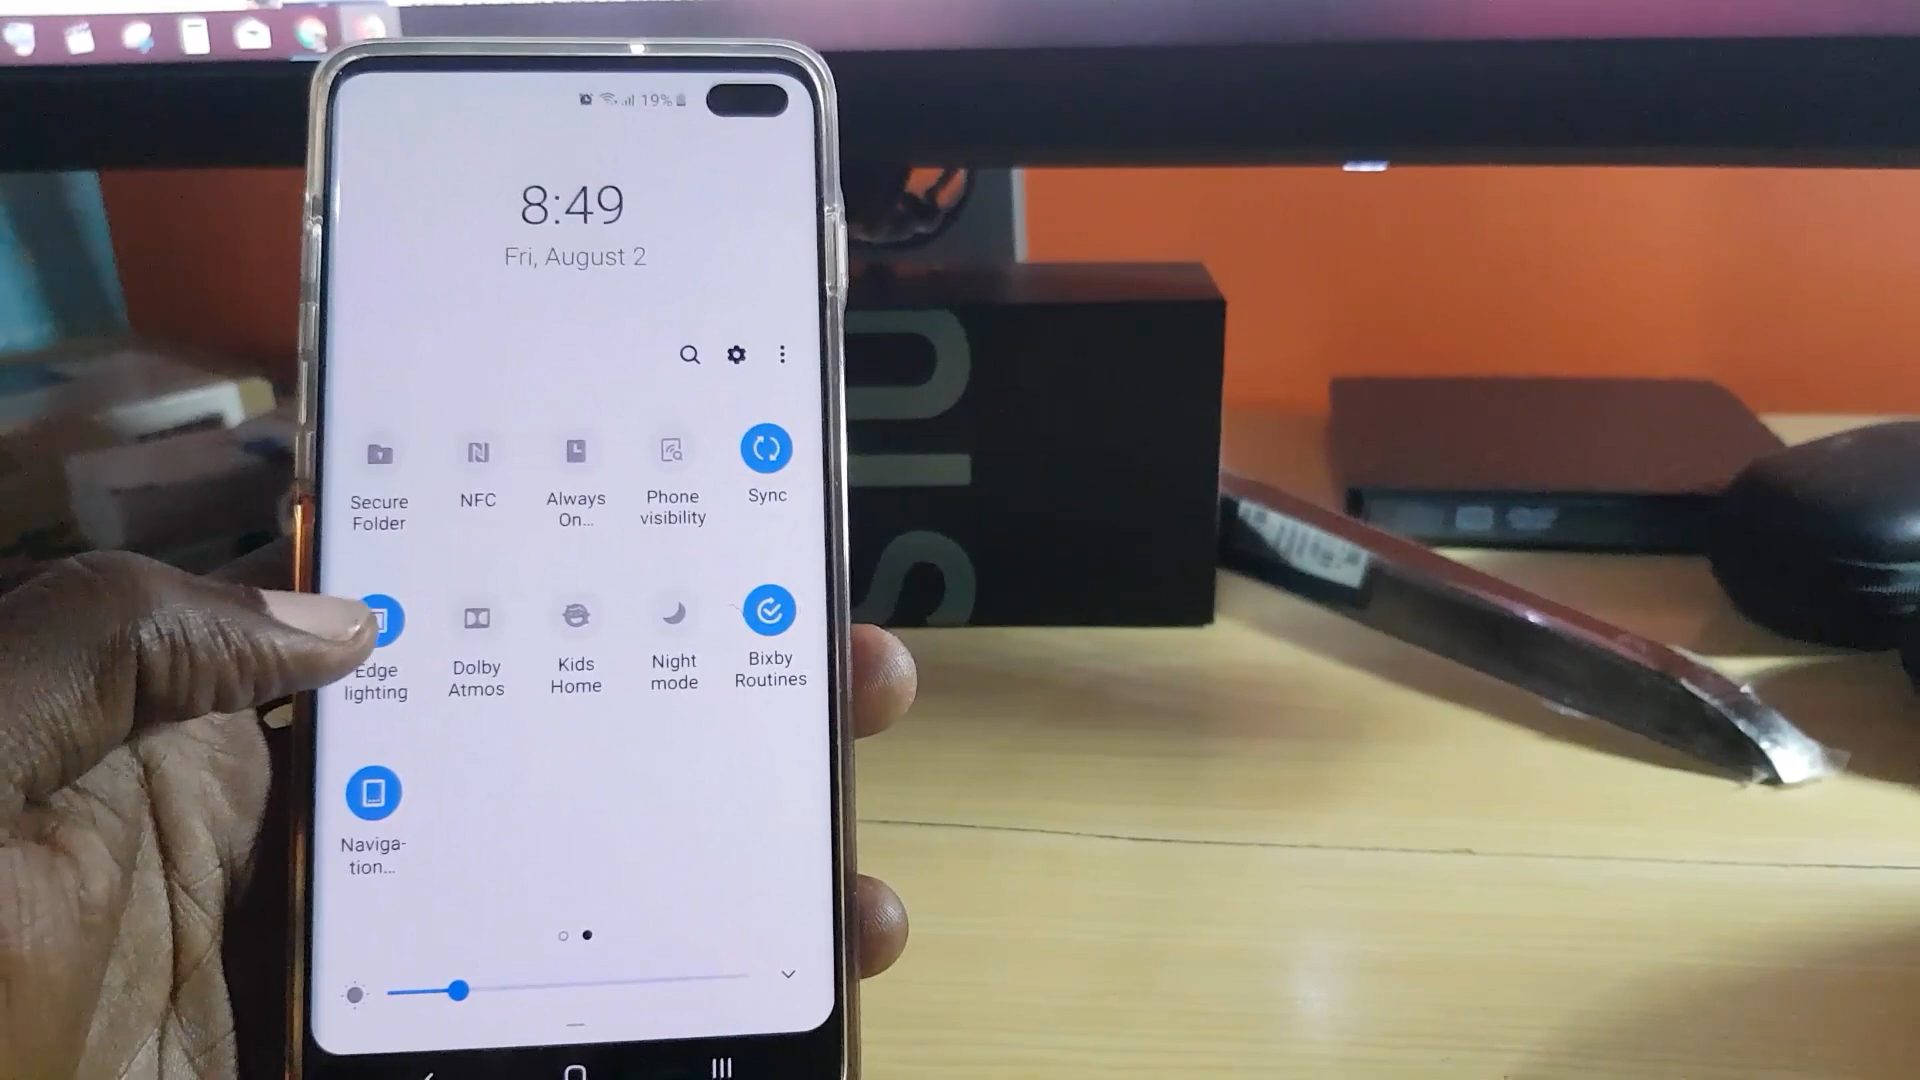 19%
8:49
Fri, August 2
Secure
Folder
NFC
Always
On...
Phone
visibility
Sync
Edge
lighting
Dolby
Atmos
Kids
Home
Night
mode
Bixby
Routines
Naviga-
tion...
S10